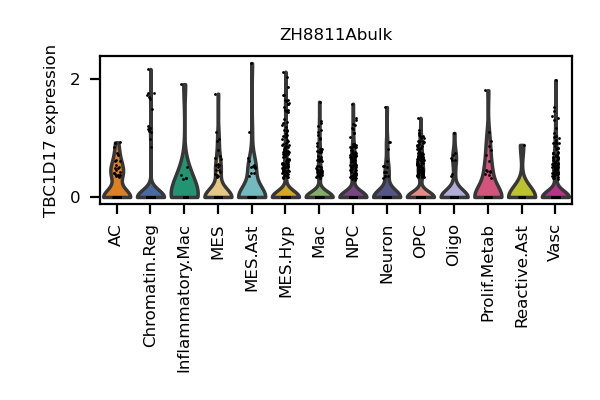 ZH8811Abulk
TBC1D17 expression
2
0
AC
Chromatin.Reg
Inflammatory.Mac
MES
MES.Ast
MES.Hyp
Mac
NPC
Neuron
OPC
Oligo
Prolif.Metab
Reactive.Ast
Vasc